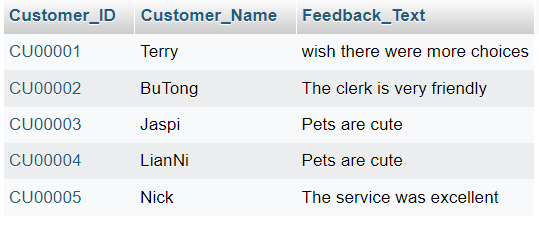 Customer_ID Customer_Name Feedback_Text
CU00001 Terry wish there were more choices
CU00002 BuTong The clerk is very friendly
CU00003 Jaspi Pets are cute
CU00004 LianNi Pets are cute
CU00005 Nick The service was excellent